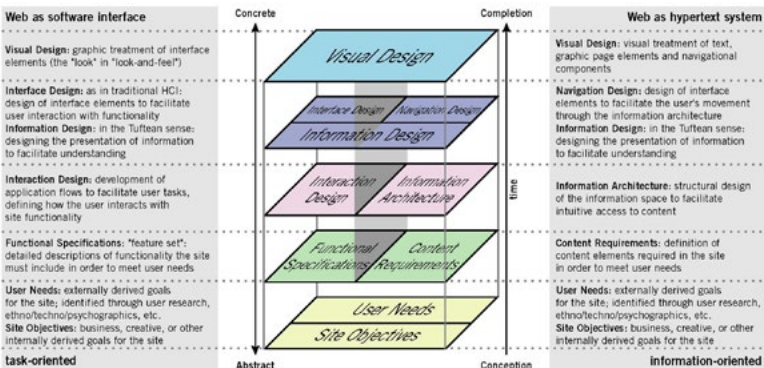 Web as software interface
Concrete
Completion
Web as hypertext system
Visual Design: graphic treatment of interface
elements (the "look" in "look-and-feel")
Visual Design
Visual Design: visual treatment of text,
graphic page elements and navigational
components
Interface Design: as in traditional HCI:
design of interface elements to facilitate
user interaction with functionality
Information Design: in the Tuftean sense:
designing the presentation of information
to facilitate understanding
Interface Design
Navigation Design
Information Design
Navigation Design: design of interface
elements to facilitate the user's movement
through the information architecture
Information Design: in the Tuftean sense:
designing the presentation of information
to facilitate understanding
Interaction Design: development of
application flows to facilitate user tasks,
defining how the user interacts with
site functionality
Interaction
Design
Information
Architecture
time
Information Architecture: structural design
of the information space to facilitate
intuitive access to content
Functional Specifications: "feature set":
detailed descriptions of functionality the site
must include in order to meet user needs
Functional
Specifications
Content
Requirements
Content Requirements: definition of
content elements required in the site
in order to meet user needs
User Needs: externally derived goals
for the site; identified through user research,
ethno/techno/psychographics, etc.
Site Objectives: business, creative, or other
internally derived goals for the site
User Needs
Site Objectives
User Needs: externally derived goals
for the site; identified through user research,
ethno/techno/psychographics, etc.
Site Objectives: business, creative, or other
internally derived goals for the site
task-oriented
Abstract
Conception
information-oriented